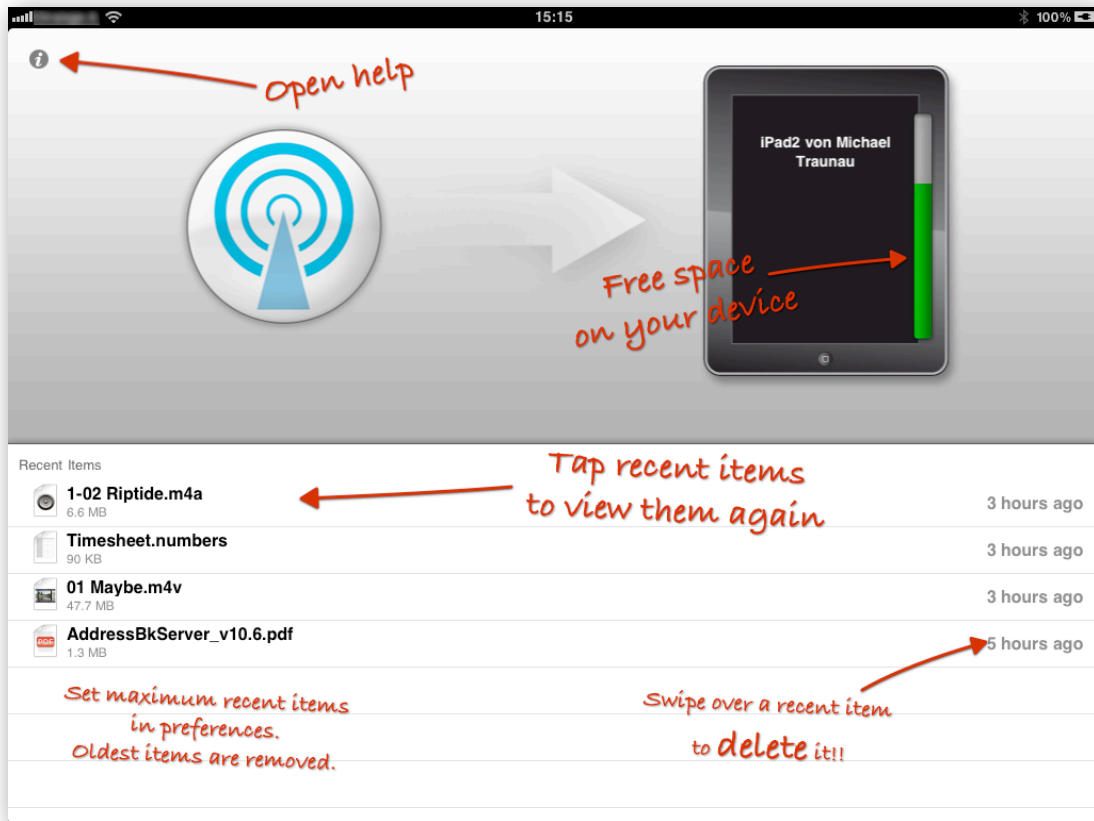 15:15
100%
Open help
iPad2 von Michael
Traunau
Free space
on your device
Recent Items
Tap recent items
to view them again
1-02 Riptide.m4a
6.6 MB
3 hours ago
Timesheet.numbers
90 KB
3 hours ago
01 Maybe.m4v
47.7 MB
3 hours ago
PDF
AddressBkServer_v10.6.pdf
1.3 MB
5 hours ago
Set maximum recent items
in preferences.
Oldest items are removed.
Swipe over a recent item
to delete it!!